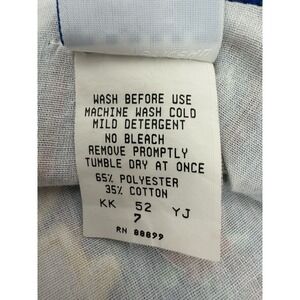 WASH BEFORE USE
MACHINE WASH COLD
MILD DETERGENT
NO BLEACH
REMOVE PROMPTLY
TUMBLE DRY AT ONCE
65% POLYESTER
35% COTTON
KK 52 YJ
7
RN 88899